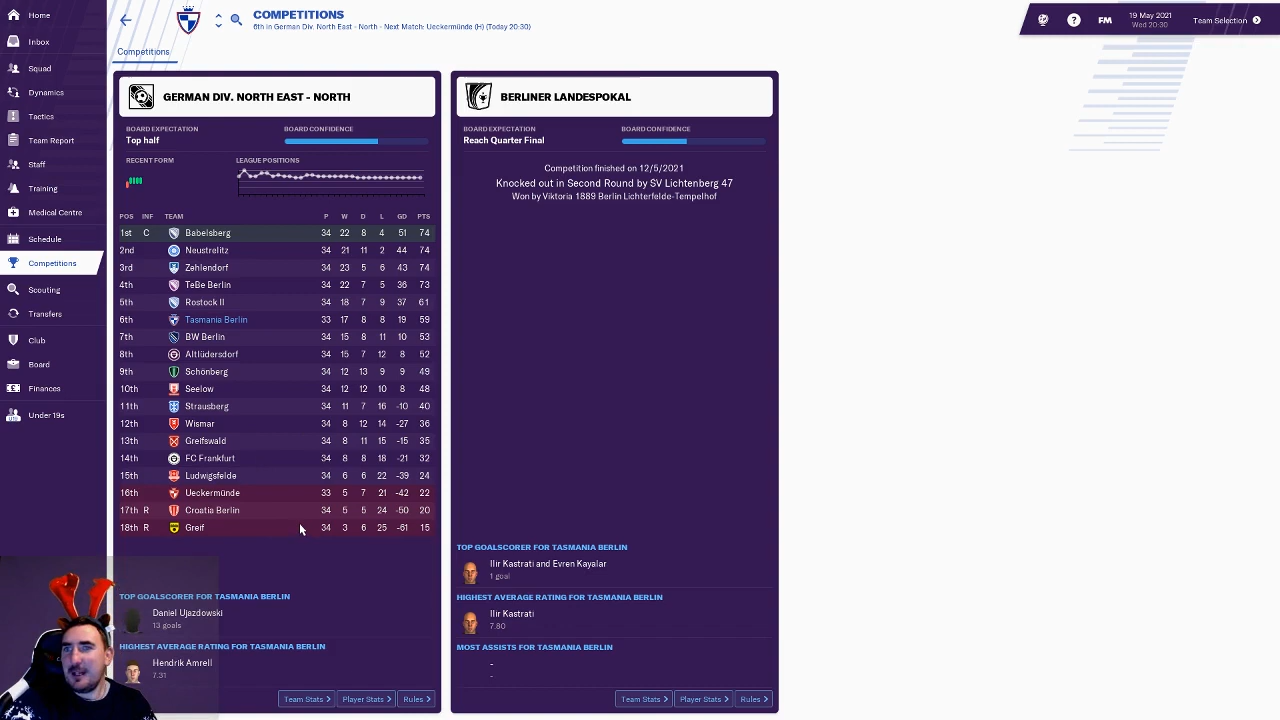 Home
Inbox
Squad
Dynamics
Tactics
Team Report
Staff
Training
Medical Centre
Schedule
Competitions
Scouting
Transfers
Club
Board
Finances
Under 19s
COMPETITIONS
6th in German Div. North East - North - Next Match: Ueckermünde (H) (Today 20:30)
FM
19 May 2021
Wed 20:30
Team Selection
Competitions
GERMAN DIV. NORTH EAST - NORTH
BOARD EXPECTATION BOARD CONFIDENCE
Top half
RECENT FORM LEAGUE POSITIONS
POS INF TEAM P W D L GD PTS
1st C Babelsberg 34 22 8 4 51 74
2nd Neustrelitz 34 21 11 2 44 74
3rd Zehlendorf 34 23 5 6 43 74
4th TeBe Berlin 34 22 7 5 36 73
5th Rostock II 34 18 7 9 37 61
6th Tasmania Berlin 33 17 8 8 19 59
7th BW Berlin 34 15 8 11 10 53
8th Altlüdersdorf 34 15 7 12 8 52
9th Schönberg 34 12 13 9 9 49
10th Seelow 34 12 12 10 8 48
11th Strausberg 34 11 7 16 -10 40
12th Wismar 34 8 12 14 -27 36
13th Greifswald 34 8 11 15 -15 35
14th FC Frankfurt 34 8 8 18 -21 32
15th Ludwigsfelde 34 6 6 22 -39 24
16th Ueckermünde 33 5 7 21 -42 22
17th R Croatia Berlin 34 5 5 24 -50 20
18th R Greif 34 3 6 25 -61 15
TOP GOALSCORER FOR TASMANIA BERLIN
Daniel Ujazdowski
13 goals
HIGHEST AVERAGE RATING FOR TASMANIA BERLIN
Hendrik Amrell
7.31
Team Stats Player Stats Rules
BERLINER LANDESPOKAL
BOARD EXPECTATION BOARD CONFIDENCE
Reach Quarter Final
Competition finished on 12/5/2021
Knocked out in Second Round by SV Lichtenberg 47
Won by Viktoria 1889 Berlin Lichterfelde-Tempelhof
TOP GOALSCORER FOR TASMANIA BERLIN
Ilir Kastrati and Evren Kayalar
1 goal
HIGHEST AVERAGE RATING FOR TASMANIA BERLIN
Ilir Kastrati
7.80
MOST ASSISTS FOR TASMANIA BERLIN
-
-
Team Stats Player Stats Rules